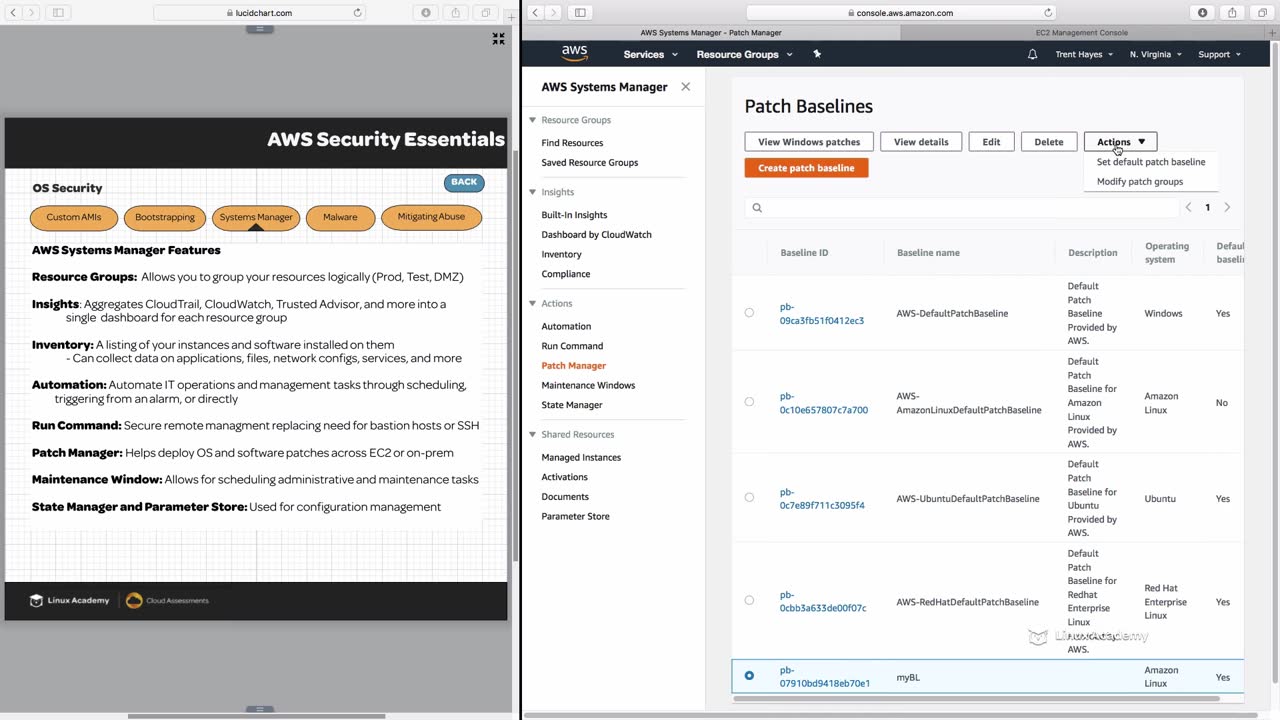 lucidchart.com
AWS Security Essentials
OS Security
BACK
Custom AMIs
Bootstrapping
Systems Manager
Malware
Mitigating Abuse
AWS Systems Manager Features
Resource Groups: Allows you to group your resources logically (Prod, Test, DMZ)
Insights: Aggregates CloudTrail, CloudWatch, Trusted Advisor, and more into a
single dashboard for each resource group
Inventory: A listing of your instances and software installed on them
- Can collect data on applications, files, network configs, services, and more
Automation: Automate IT operations and management tasks through scheduling,
triggering from an alarm, or directly
Run Command: Secure remote managment replacing need for bastion hosts or SSH
Patch Manager: Helps deploy OS and software patches across EC2 or on-prem
Maintenance Window: Allows for scheduling administrative and maintenance tasks
State Manager and Parameter Store: Used for configuration management
Linux Academy
Cloud Assessments
console.aws.amazon.com
AWS Systems Manager - Patch Manager
EC2 Management Console
aws
Services
Resource Groups
Trent Hayes
N. Virginia
Support
AWS Systems Manager
Resource Groups
Find Resources
Saved Resource Groups
Insights
Built-In Insights
Dashboard by CloudWatch
Inventory
Compliance
Actions
Automation
Run Command
Patch Manager
Maintenance Windows
State Manager
Shared Resources
Managed Instances
Activations
Documents
Parameter Store
Patch Baselines
View Windows patches
View details
Edit
Delete
Actions
Create patch baseline
Set default patch baseline
Modify patch groups
1
Baseline ID
Baseline name
Description
Operating
system
Defau
baselin
pb-
09ca3fb51f0412ec3
AWS-DefaultPatchBaseline
Default
Patch
Baseline
Provided by
AWS.
Windows
Yes
pb-
0c10e657807c7a700
AWS-
AmazonLinuxDefaultPatchBaseline
Default
Patch
Baseline for
Amazon
Linux
Provided by
AWS.
Amazon
Linux
No
pb-
0c7e89f711c3095f4
AWS-UbuntuDefaultPatchBaseline
Default
Patch
Baseline for
Ubuntu
Provided by
AWS.
Ubuntu
Yes
pb-
0cbb3a633de00f07c
AWS-RedHatDefaultPatchBaseline
Default
Patch
Baseline for
Redhat
Enterprise
Linux
AWS.
Red Hat
Enterprise
Linux
Yes
Linux Academy
pb-
07910bd9418eb70e1
myBL
Amazon
Linux
Yes